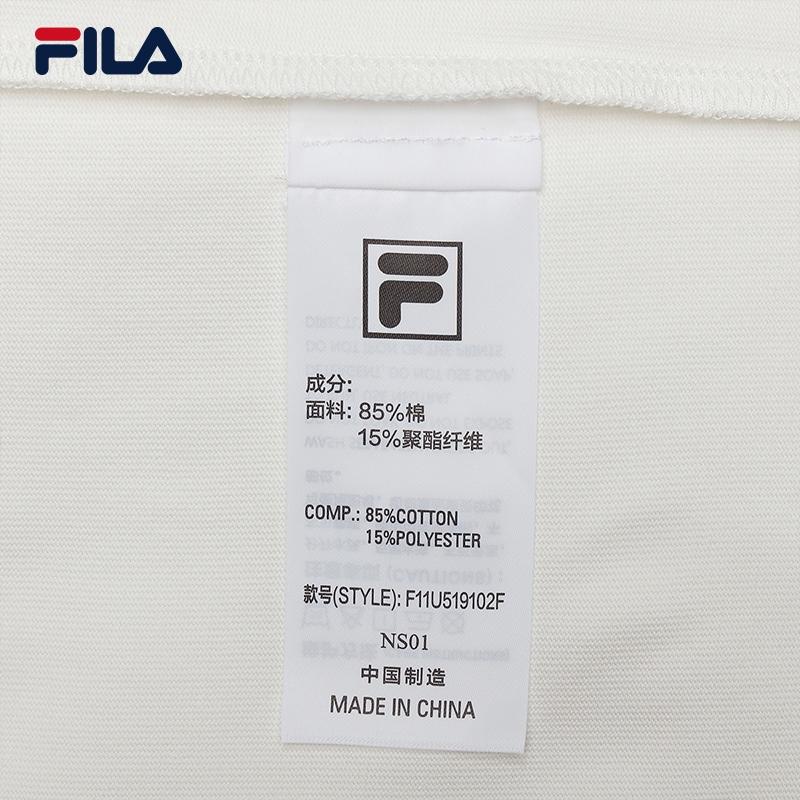 FILA
F
成分:
面料: 85%棉
15%聚酯纤维
COMP.: 85%COTTON
15%POLYESTER
款号(STYLE): F11U519102F
NS01
中国制造
MADE IN CHINA